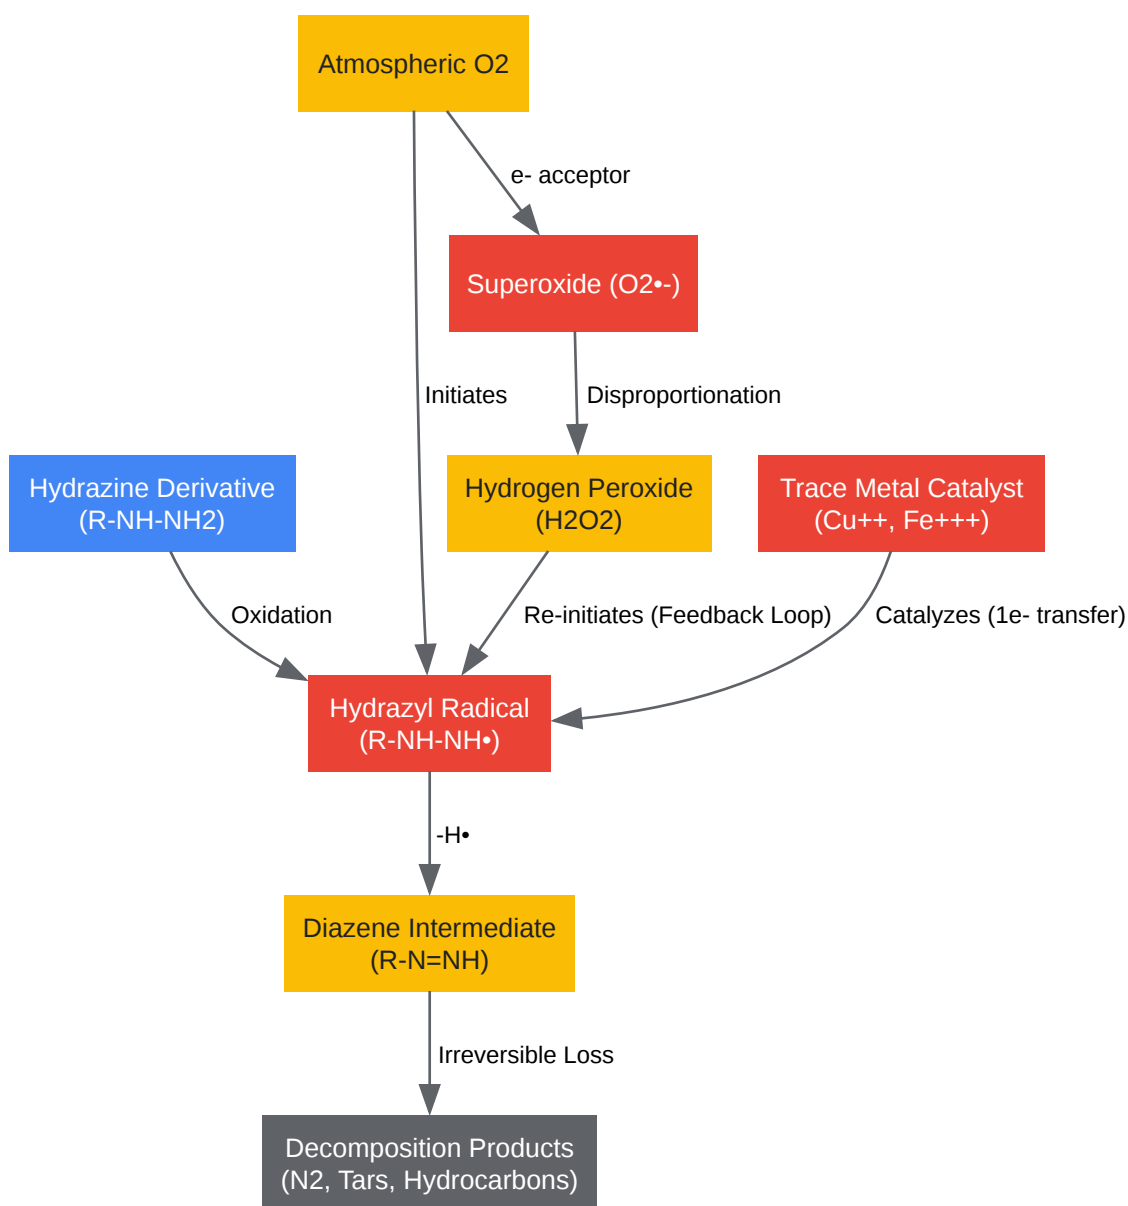 Atmospheric O2
e- acceptor
Superoxide (O2•-)
Initiates
Disproportionation
Hydrazine Derivative
(R-NH-NH2)
Hydrogen Peroxide
(H2O2)
Trace Metal Catalyst
(Cu++, Fe+++)
Oxidation
Re-initiates (Feedback Loop)
Catalyzes (1e- transfer)
Hydrazyl Radical
(R-NH-NH•)
-H•
Diazene Intermediate
(R-N=NH)
Irreversible Loss
Decomposition Products
(N2, Tars, Hydrocarbons)